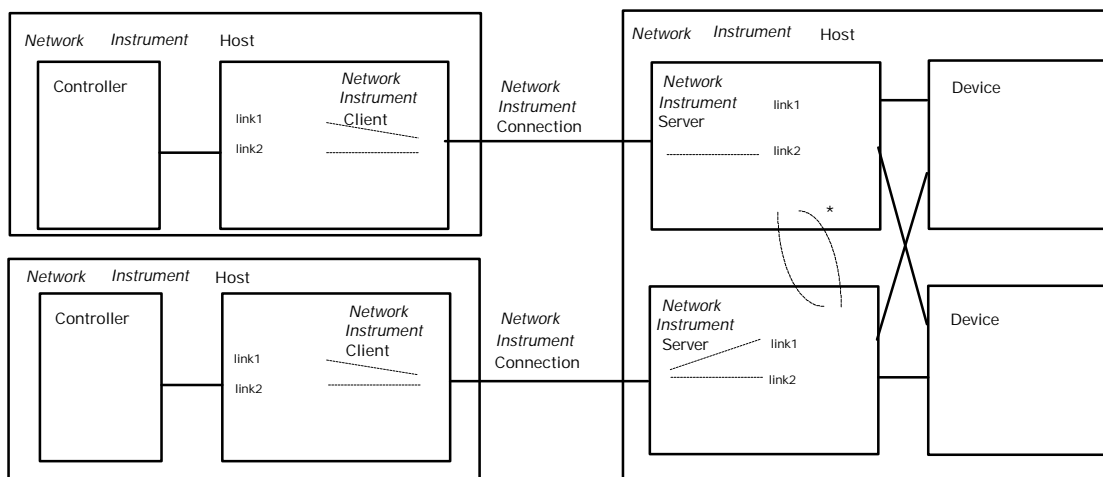 Network Instrument Host
Controller
Network
Instrument
Client
link1
link2
Network
Instrument
Connection
Network Instrument Host
Network
Instrument
Server
link1
link2
*
Device
Network Instrument Host
Controller
Network
Instrument
Client
link1
link2
Network
Instrument
Connection
Network
Instrument
Server
link1
link2
Device